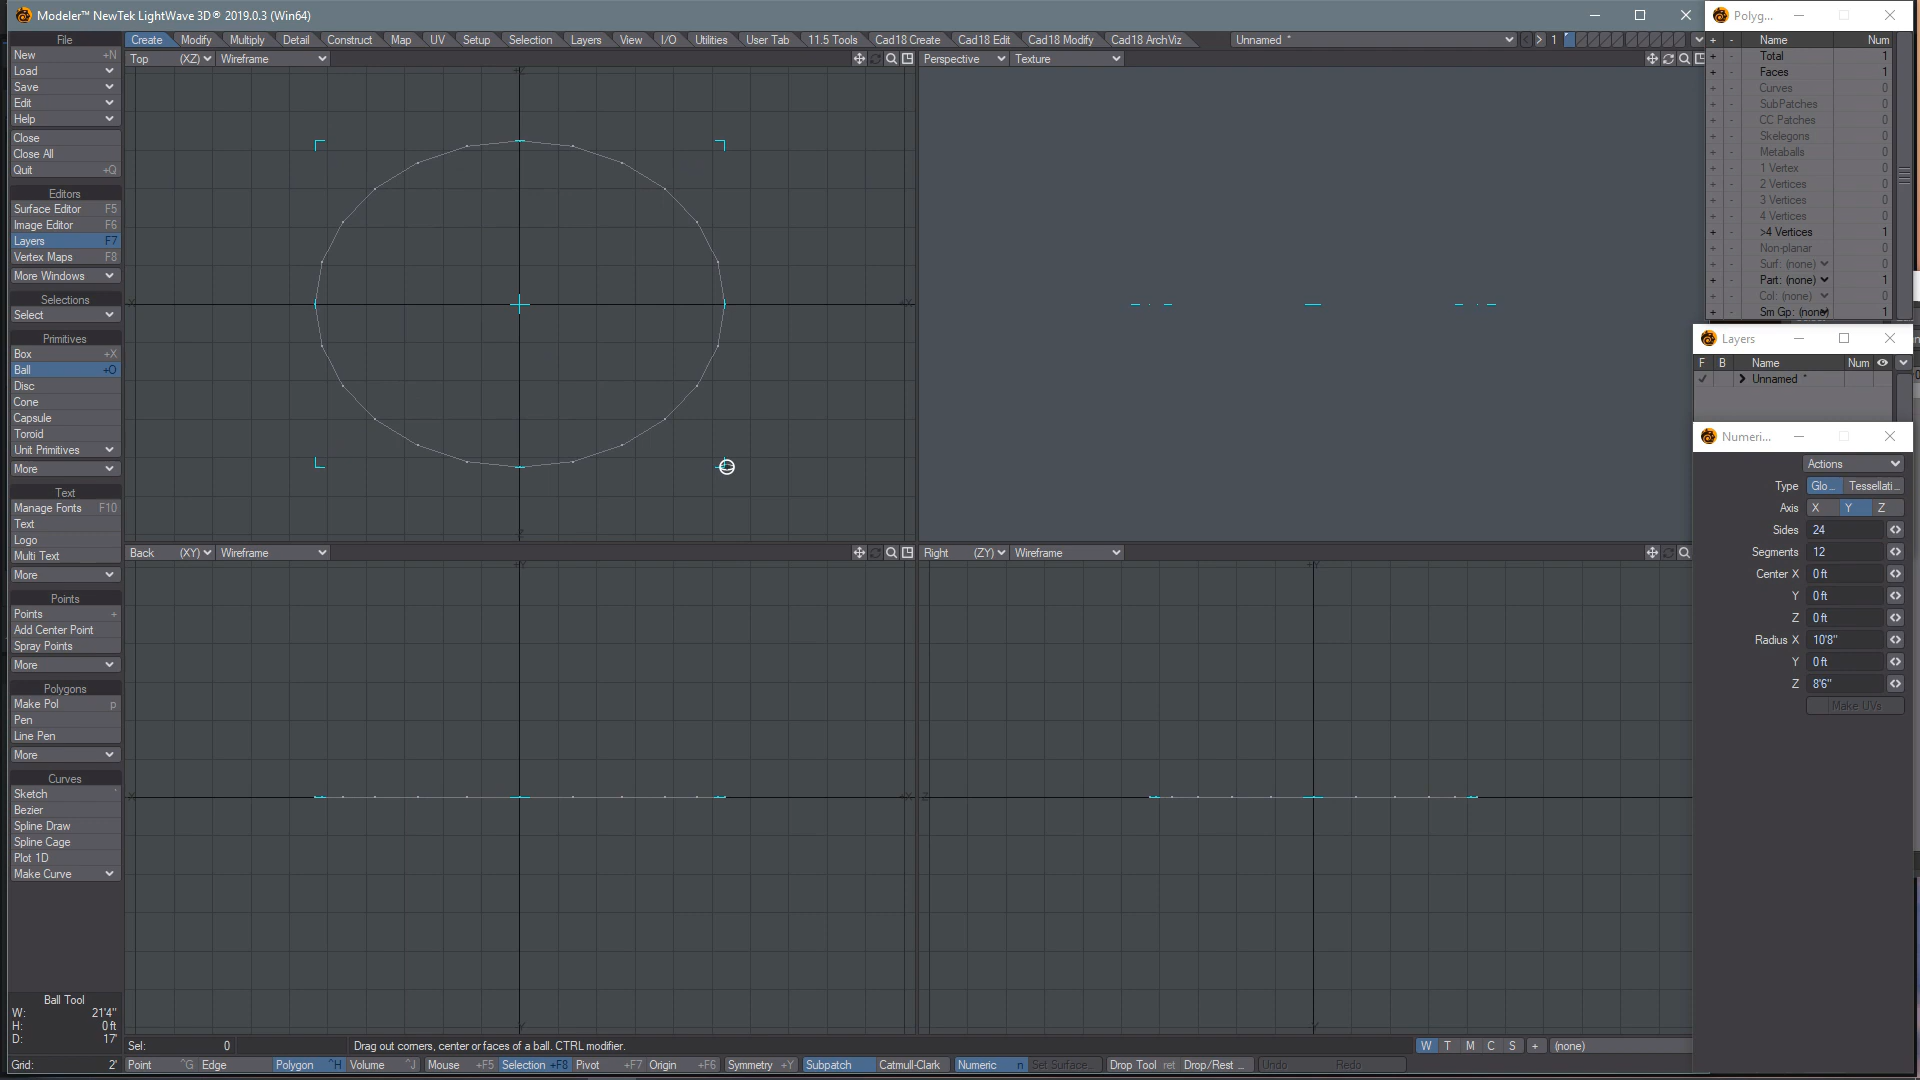 Modeler™ NewTek LightWave 3D® 2019.0.3 (Win64)
Create Modify Multiply Detail Construct Map UV Setup Selection Layers View I/O Utilities User Tab 11.5 Tools Cad18 Create Cad18 Edit Cad18 Modify Cad18 ArchViz Unnamed * 1
File
New +N
Load
Save
Edit
Help
Close
Close All
Quit +Q
Editors
Surface Editor F5
Image Editor F6
Layers F7
Vertex Maps F8
More Windows
Selections
Select
Primitives
Box +X
Ball +O
Disc
Cone
Capsule
Toroid
Unit Primitives
More
Text
Manage Fonts F10
Text
Logo
Multi Text
More
Points
Points +
Add Center Point
Spray Points
More
Polygons
Make Pol p
Pen
Line Pen
More
Curves
Sketch `
Bezier
Spline Draw
Spline Cage
Plot 1D
Make Curve
Ball Tool
W: 21'4"
H: 0 ft
D: 17'
Grid: 2'
Top (XZ) Wireframe
Perspective Texture
Back (XY) Wireframe
Right (ZY) Wireframe
Polyg...
+ - Name Num
+ - Total 1
+ - Faces 1
+ - Curves 0
+ - SubPatches 0
+ - CC Patches 0
+ - Skelegons 0
+ - Metaballs 0
+ - 1 Vertex 0
+ - 2 Vertices 0
+ - 3 Vertices 0
+ - 4 Vertices 0
+ - >4 Vertices 1
+ - Non-planar 0
+ - Surf: (none) 0
+ - Part: (none) 1
+ - Col: (none) 0
+ - Sm Gp: (none) 1
Layers
F B Name Num
Unnamed *
Numeri...
Actions
Type Glo... Tessellati...
Axis X Y Z
Sides 24
Segments 12
Center X 0 ft
Y 0 ft
Z 0 ft
Radius X 10'8"
Y 0 ft
Z 8'6"
Make UVs
Sel: 0 Drag out corners, center or faces of a ball. CTRL modifier. W T M C S + (none)
Point ^G Edge Polygon ^H Volume ^J Mouse +F5 Selection +F8 Pivot +F7 Origin +F6 Symmetry +Y Subpatch Catmull-Clark Numeric n Set Surface... Drop Tool ret Drop/Rest ... Undo Redo